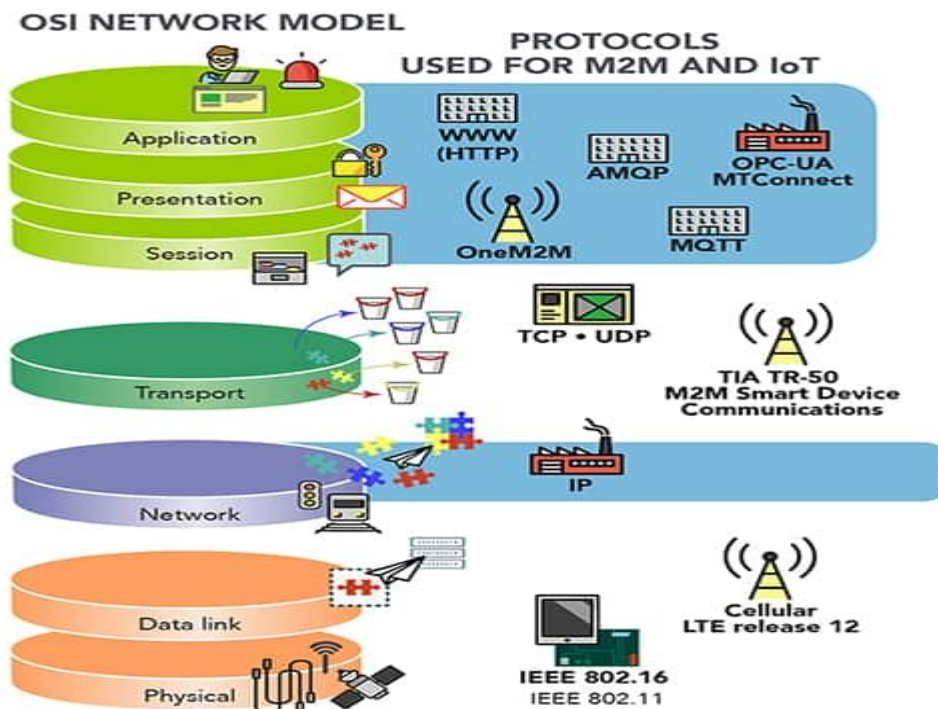 OSI NETWORK MODEL
PROTOCOLS
USED FOR M2M AND IoT
Application
Presentation
Session
WWW
(HTTP)
AMQP
OPC-UA
MTConnect
OneM2M
MQTT
Transport
TCP • UDP
TIA TR-50
M2M Smart Device
Communications
Network
IP
Data link
Physical
Cellular
LTE release 12
IEEE 802.16
IEEE 802.11